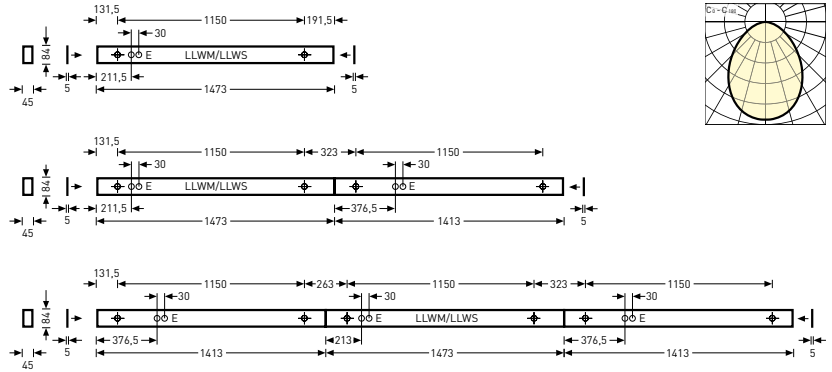 131,5 1150 191,5
30
84 E LLWM/LLWS
211,5
45 5 1473 5
C0 - C180
131,5 1150 323 1150
30 30
84 E LLWM/LLWS E
211,5 376,5
45 5 1473 1413 5
131,5 1150 263 1150 323 1150
30 30 30
84 E E LLWM/LLWS E
376,5 213 376,5
45 5 1413 1473 1413 5